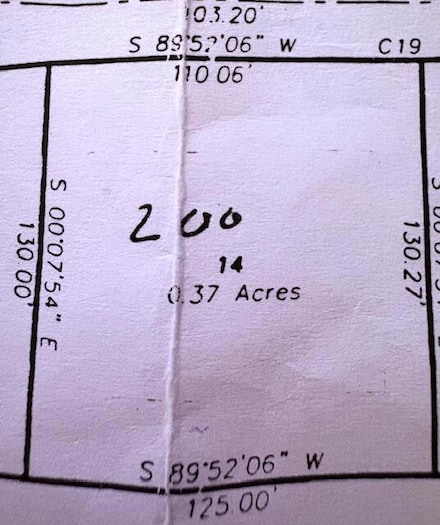 103.20'
S 89°52'06" W C19
110.06'
S 00°07'54" E
130.00'
200
14
0.37 Acres
130.27'
S 89°52'06" W
125.00'